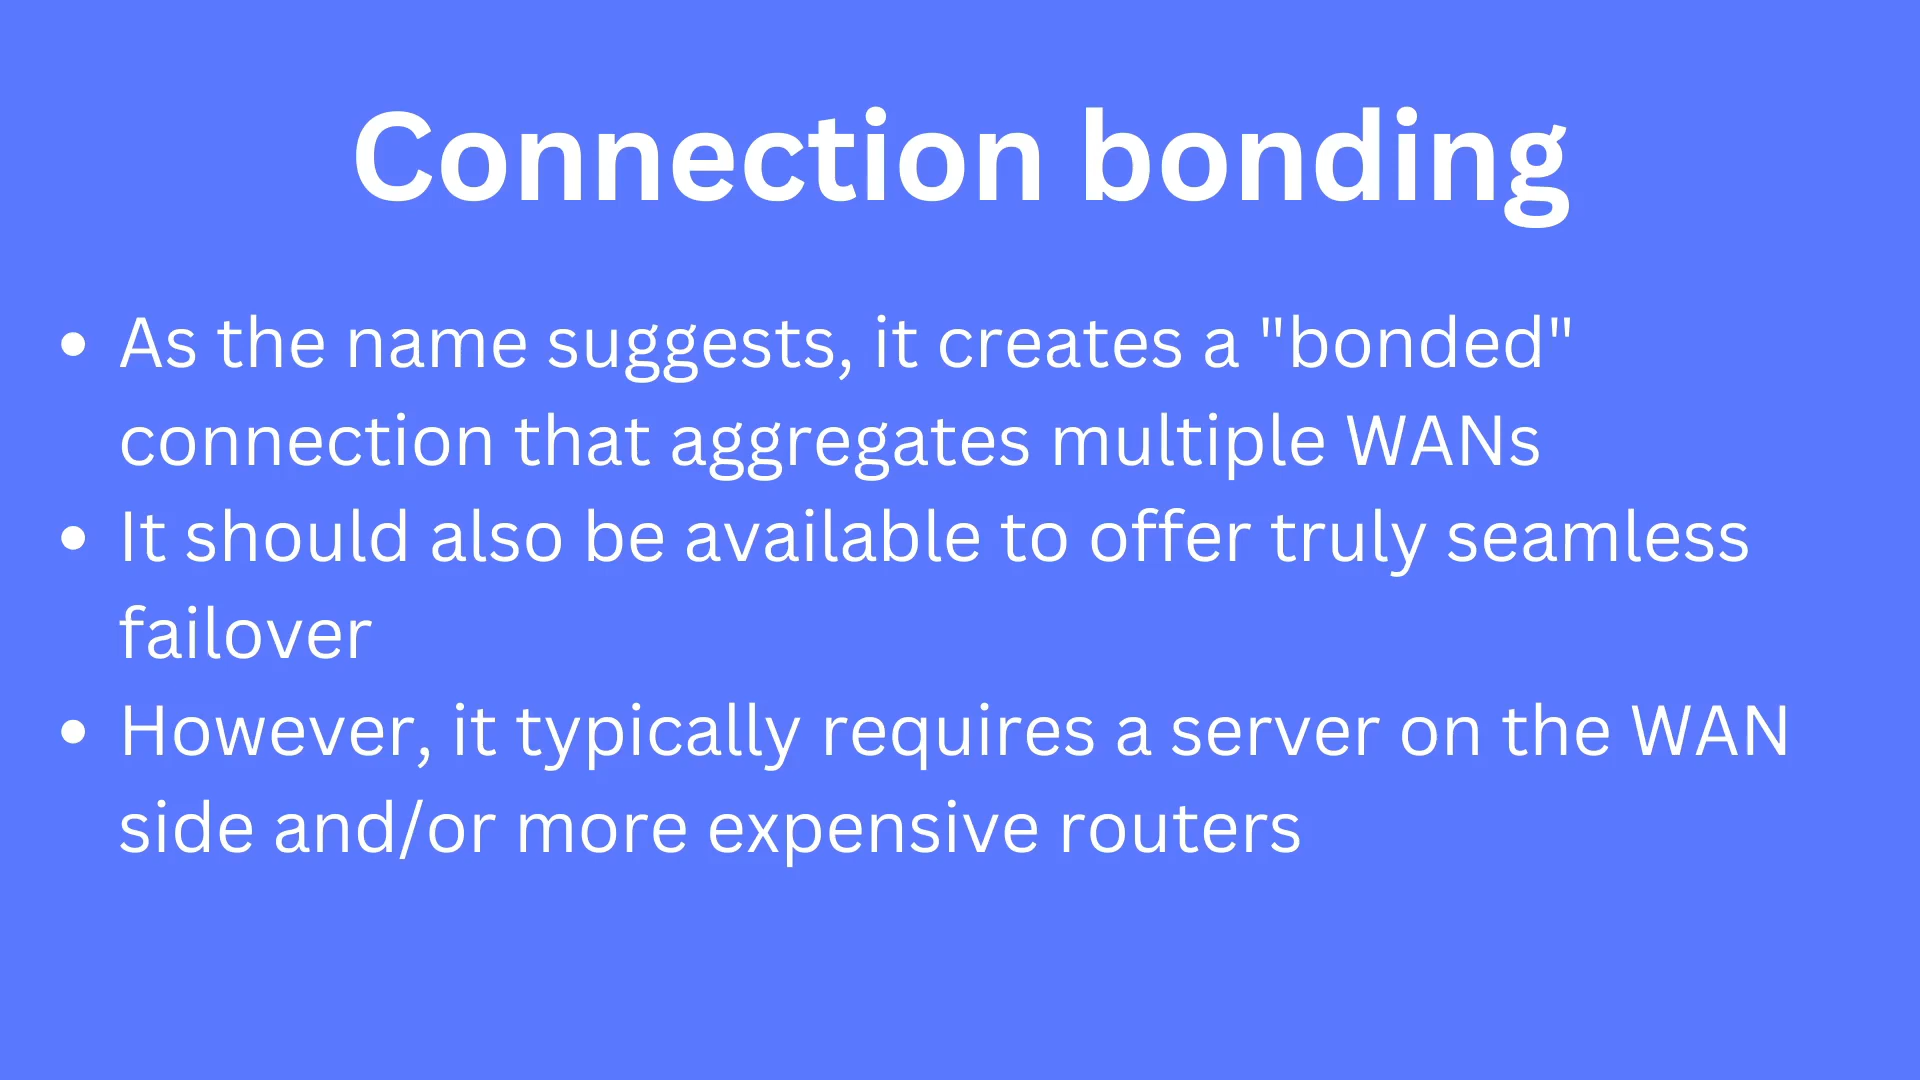 Connection bonding
• As the name suggests, it creates a "bonded"
connection that aggregates multiple WANs
• It should also be available to offer truly seamless
failover
• However, it typically requires a server on the WAN
side and/or more expensive routers